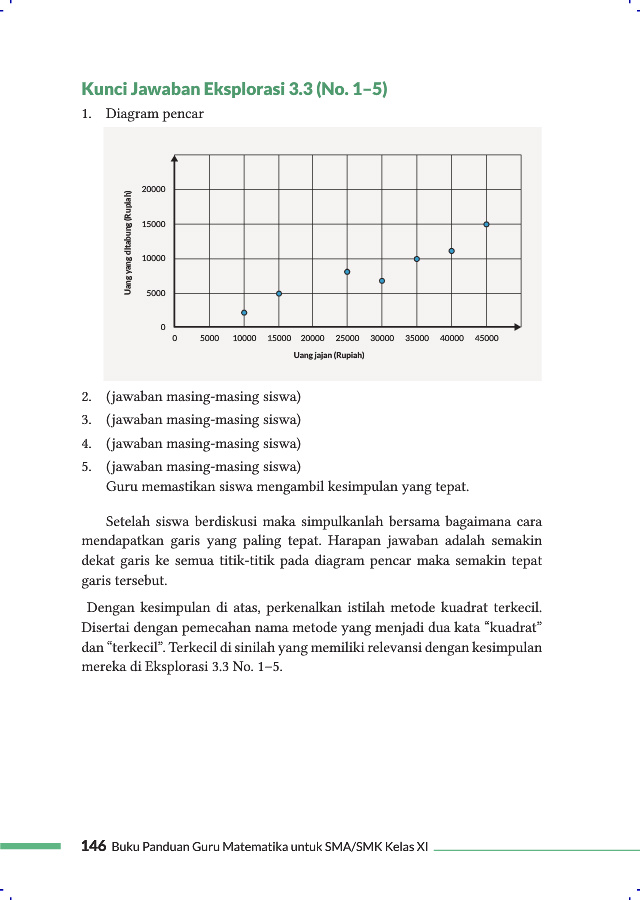 Kunci Jawaban Eksplorasi 3.3 (No. 1–5)
1. Diagram pencar
Uang yang ditabung (Rupiah)
20000
15000
10000
5000
0
0 5000 10000 15000 20000 25000 30000 35000 40000 45000
Uang jajan (Rupiah)
2. (jawaban masing-masing siswa)
3. (jawaban masing-masing siswa)
4. (jawaban masing-masing siswa)
5. (jawaban masing-masing siswa)
Guru memastikan siswa mengambil kesimpulan yang tepat.
Setelah siswa berdiskusi maka simpulkanlah bersama bagaimana cara
mendapatkan garis yang paling tepat. Harapan jawaban adalah semakin
dekat garis ke semua titik-titik pada diagram pencar maka semakin tepat
garis tersebut.
Dengan kesimpulan di atas, perkenalkan istilah metode kuadrat terkecil.
Disertai dengan pemecahan nama metode yang menjadi dua kata “kuadrat”
dan “terkecil”. Terkecil di sinilah yang memiliki relevansi dengan kesimpulan
mereka di Eksplorasi 3.3 No. 1–5.
146 Buku Panduan Guru Matematika untuk SMA/SMK Kelas XI